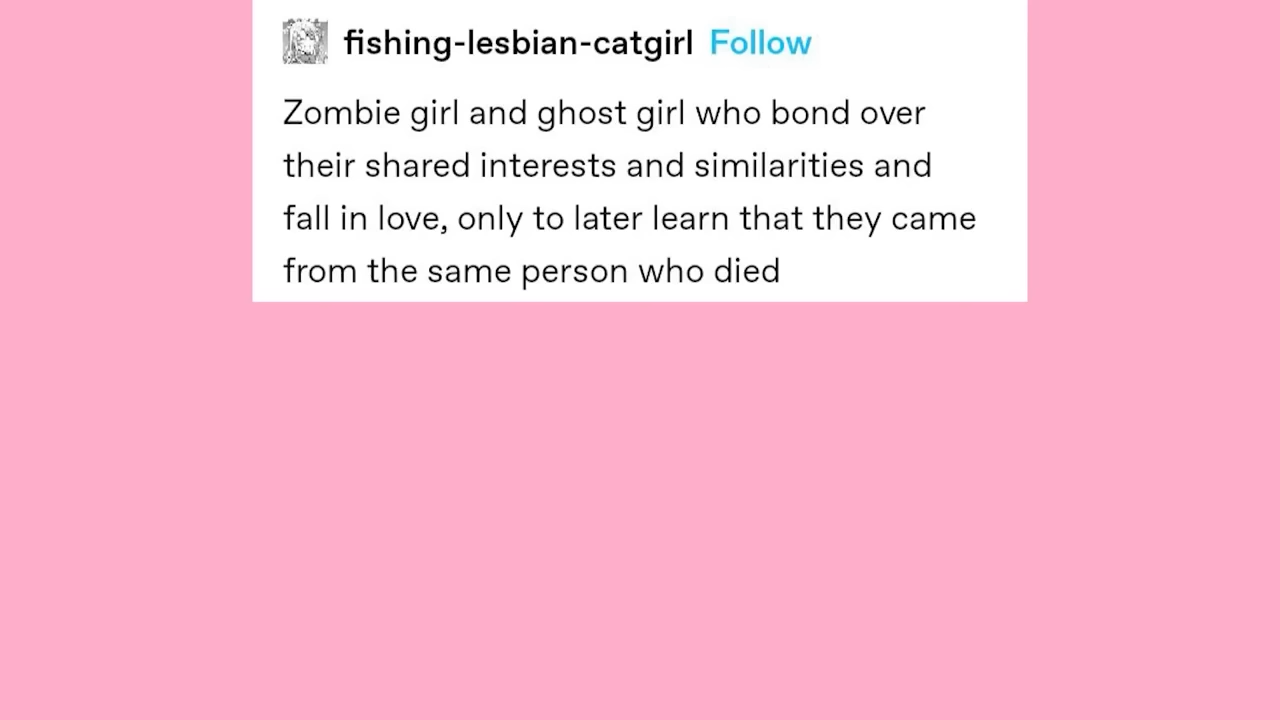 fishing-lesbian-catgirl Follow
Zombie girl and ghost girl who bond over
their shared interests and similarities and
fall in love, only to later learn that they came
from the same person who died